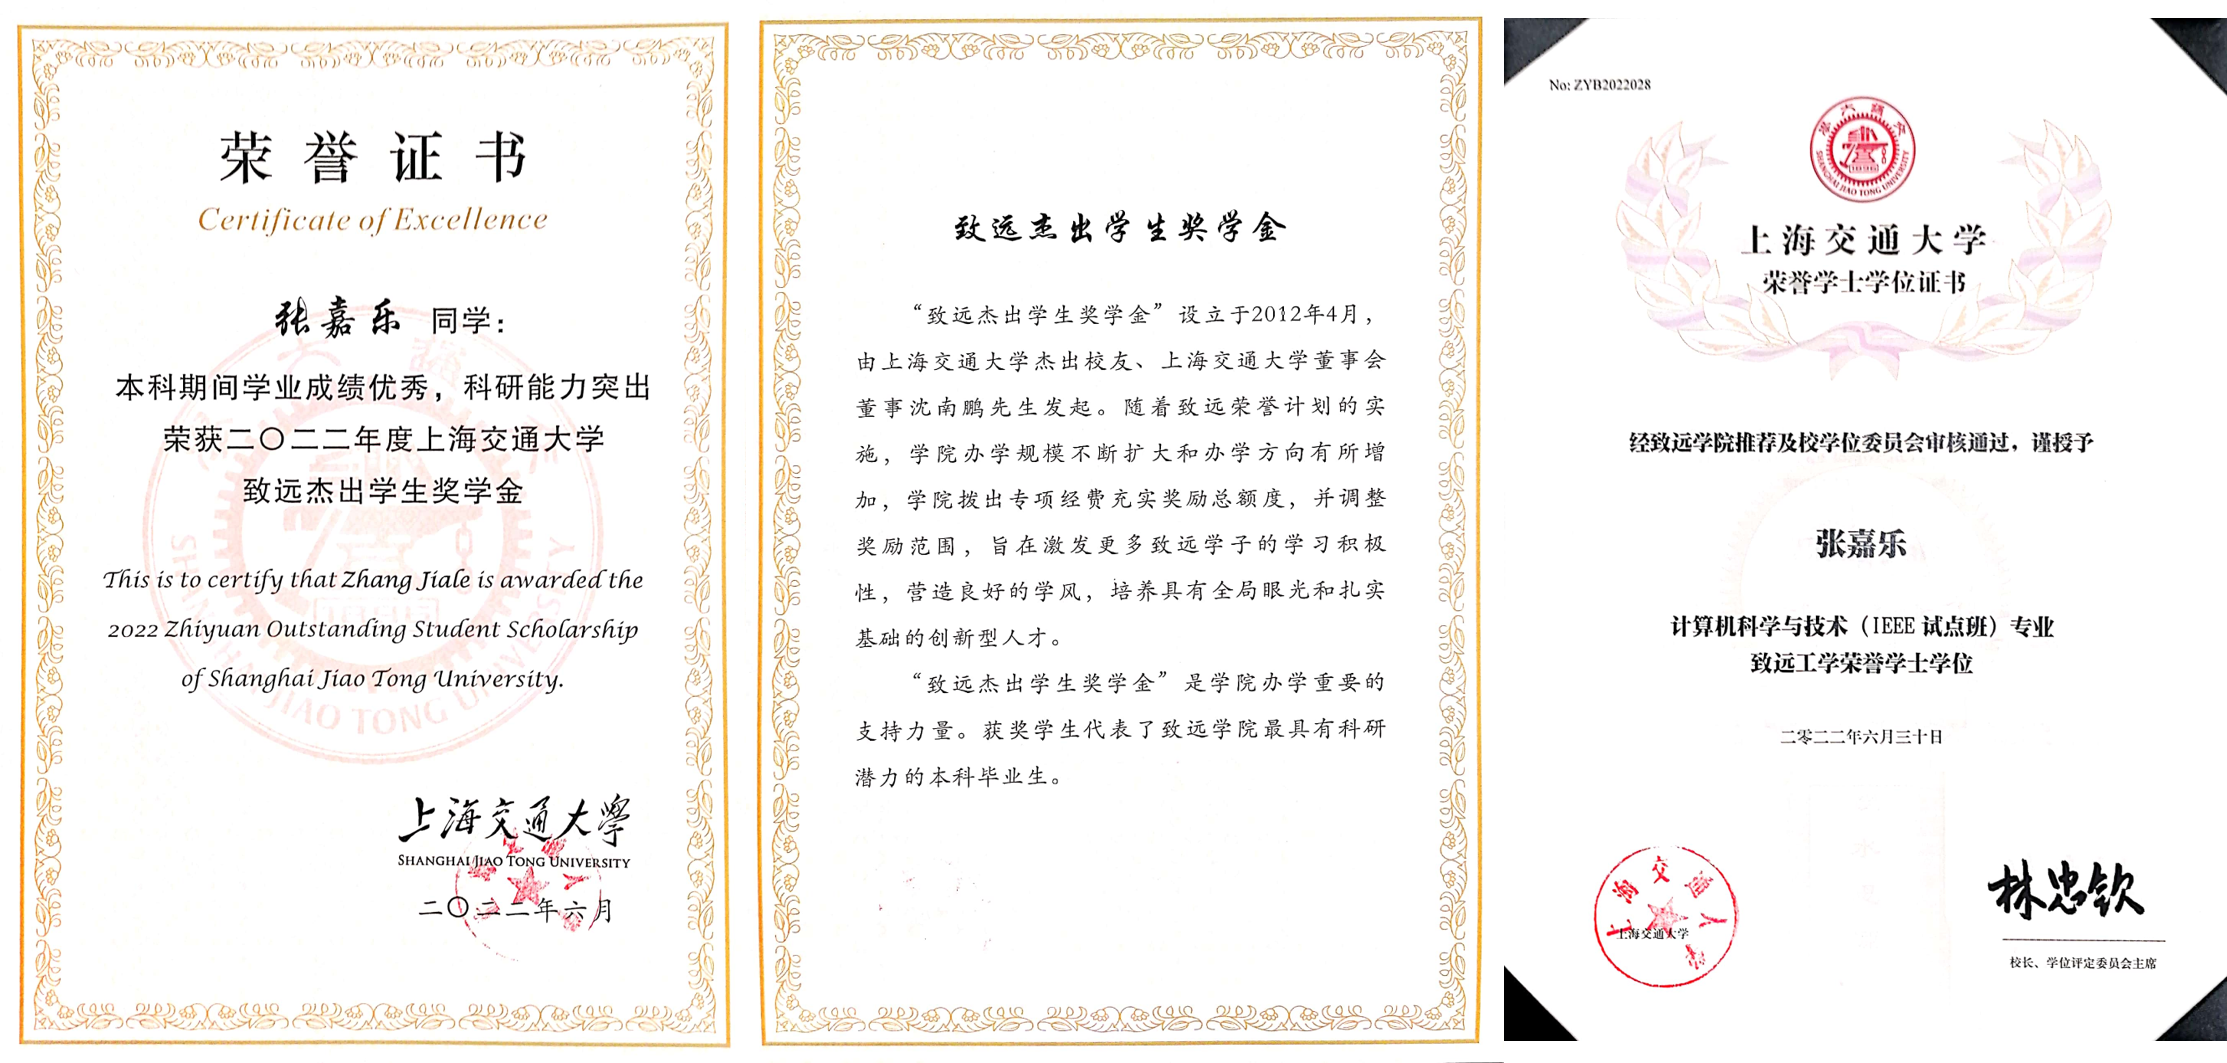 荣誉证书
Certificate of Excellence
张嘉乐 同学：
本科期间学业成绩优秀，科研能力突出
荣获二〇二二年度上海交通大学
致远杰出学生奖学金
This is to certify that Zhang Jiale is awarded the
2022 Zhiyuan Outstanding Student Scholarship
of Shanghai Jiao Tong University.
上海交通大學
SHANGHAI JIAO TONG UNIVERSITY
二〇二二年六月
致远杰出学生奖学金
“致远杰出学生奖学金”设立于2012年4月，
由上海交通大学杰出校友、上海交通大学董事会
董事沈南鹏先生发起。随着致远荣誉计划的实
施，学院办学规模不断扩大和办学方向有所增
加，学院拨出专项经费充实奖励总额度，并调整
奖励范围，旨在激发更多致远学子的学习积极
性，营造良好的学风，培养具有全局眼光和扎实
基础的创新型人才。
“致远杰出学生奖学金”是学院办学重要的
支持力量。获奖学生代表了致远学院最具有科研
潜力的本科毕业生。
No: ZYB2022028
SHANGHAI JIAO TONG UNIVERSITY
1896
上海交通大学
荣誉学士学位证书
经致远学院推荐及校学位委员会审核通过，谨授予
张嘉乐
计算机科学与技术（IEEE 试点班）专业
致远工学荣誉学士学位
二零二二年六月三十日
上海交通大学
上海交通大学
林忠钦
校长、学位评定委员会主席